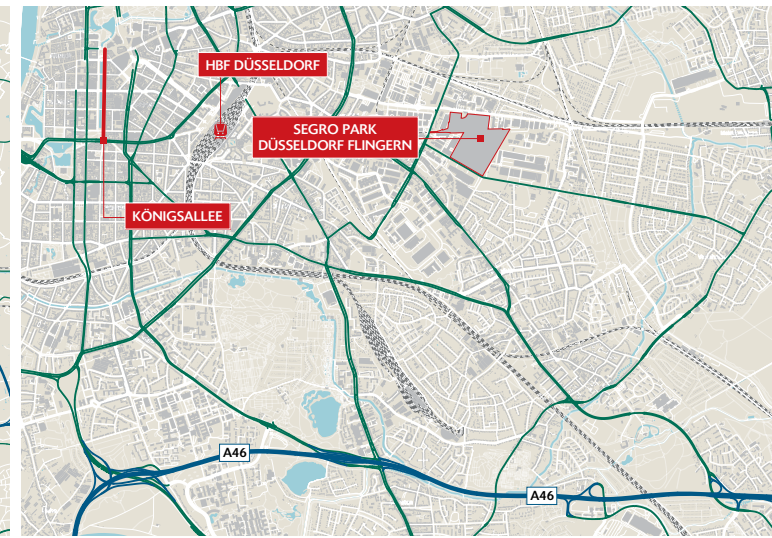 HBF DÜSSELDORF
SEGRO PARK
DÜSSELDORF FLINGERN
KÖNIGSALLEE
A46
A46